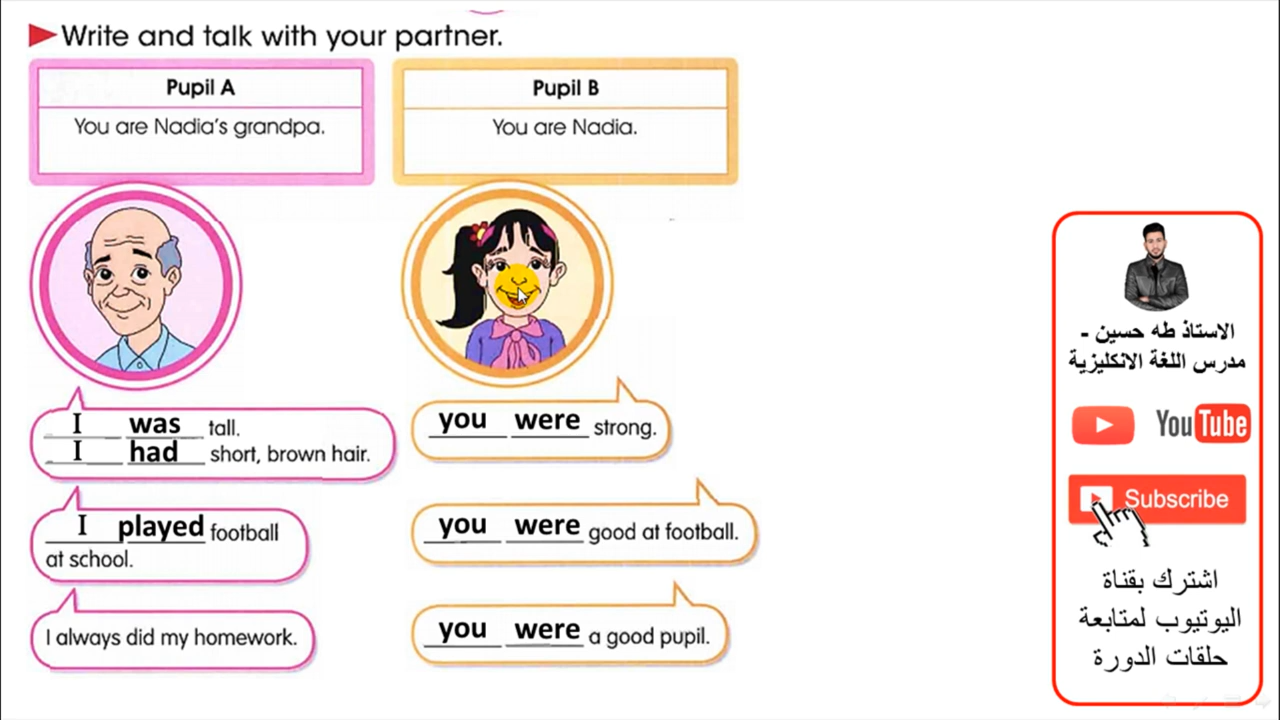 Write and talk with your partner.
Pupil A
You are Nadia's grandpa.
Pupil B
You are Nadia.
I was tall.
I had short, brown hair.
you were strong.
I played football
at school.
you were good at football.
I always did my homework.
you were a good pupil.
الاستاذ طه حسين -
مدرس اللغة الانكليزية
YouTube
Subscribe
اشترك بقناة
اليوتيوب لمتابعة
حلقات الدورة